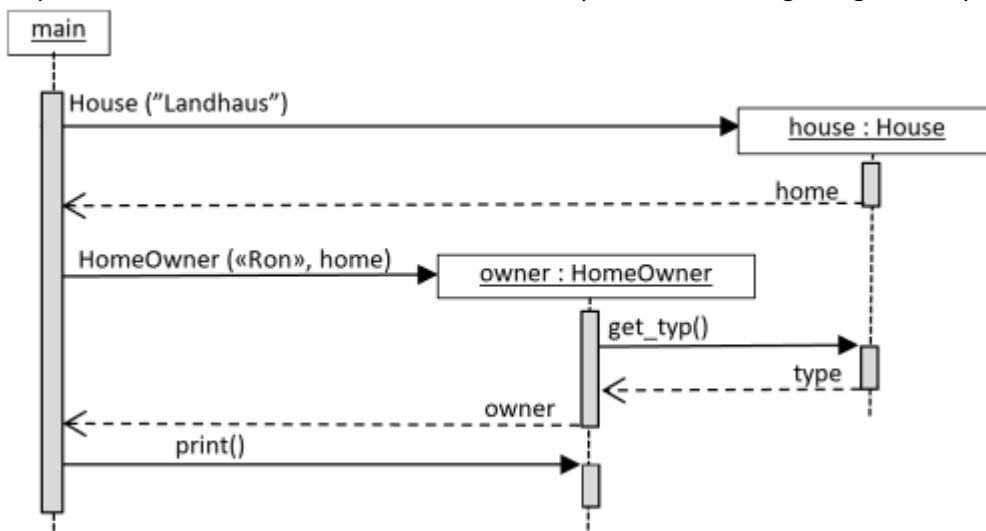 main
House ("Landhaus")
house : House
home
HomeOwner («Ron», home)
owner : HomeOwner
get_typ()
type
owner
print()